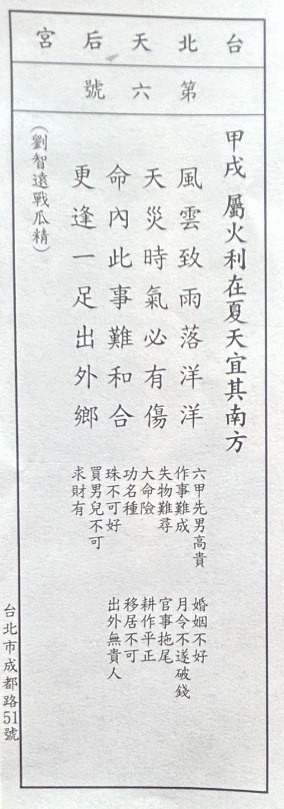 台北天后宮
第六號
甲戌 屬火利在夏天宜其南方
風雲致雨落洋洋
天災時氣必有傷
命內此事難和合
更逢一足出外鄉
(劉智遠戰瓜精)
六甲先男高貴 婚姻不好
作事難成 月令不遂破錢
失物難尋 官事拖尾
大命險 耕作平正
功名種 移居不可
珠不可好 出外無貴人
買男兒不可
求財有
台北市成都路51號